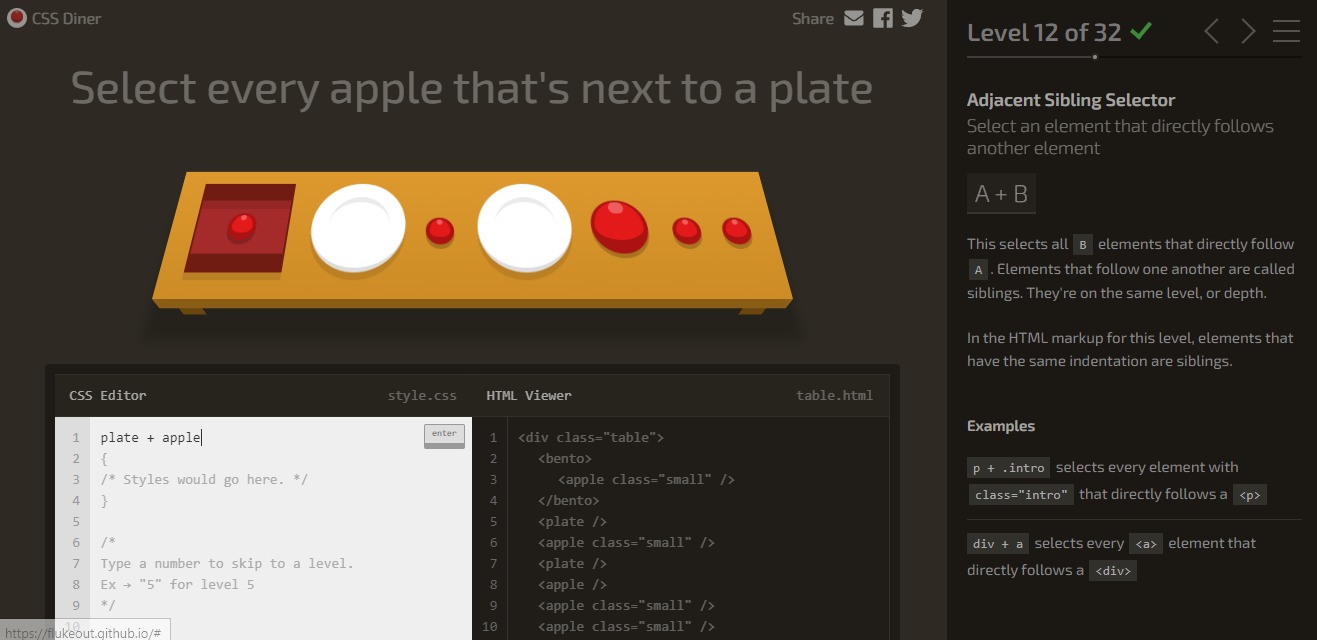 CSS Diner
Share
Select every apple that's next to a plate
CSS Editor
style.css
1 plate + apple
enter
2 {
3 /* Styles would go here. */
4 }
5
6 /*
7 Type a number to skip to a level.
8 Ex → "5" for level 5
9 */
10
https://flukeout.github.io/#
HTML Viewer
table.html
1 <div class="table">
2 <bento>
3 <apple class="small" />
4 </bento>
5 <plate />
6 <apple class="small" />
7 <plate />
8 <apple />
9 <apple class="small" />
10 <apple class="small" />
Level 12 of 32
Adjacent Sibling Selector
Select an element that directly follows
another element
A + B
This selects all B elements that directly follow
A . Elements that follow one another are called
siblings. They're on the same level, or depth.
In the HTML markup for this level, elements that
have the same indentation are siblings.
Examples
p + .intro selects every element with
class="intro" that directly follows a <p>
div + a selects every <a> element that
directly follows a <div>